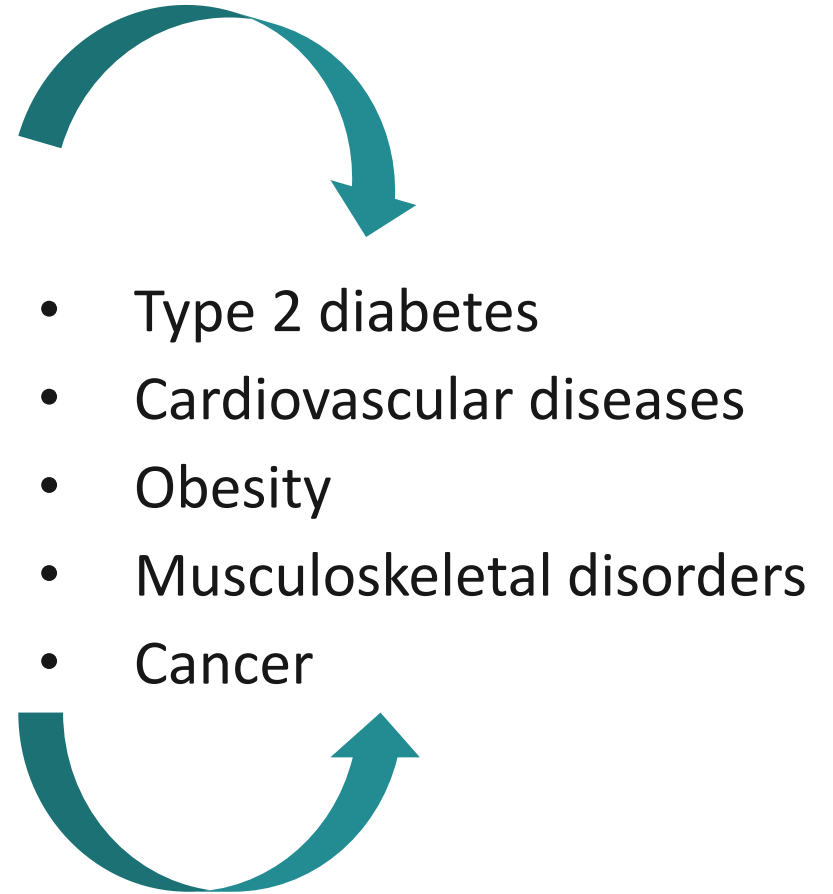 • Type 2 diabetes
• Cardiovascular diseases
• Obesity
• Musculoskeletal disorders
• Cancer